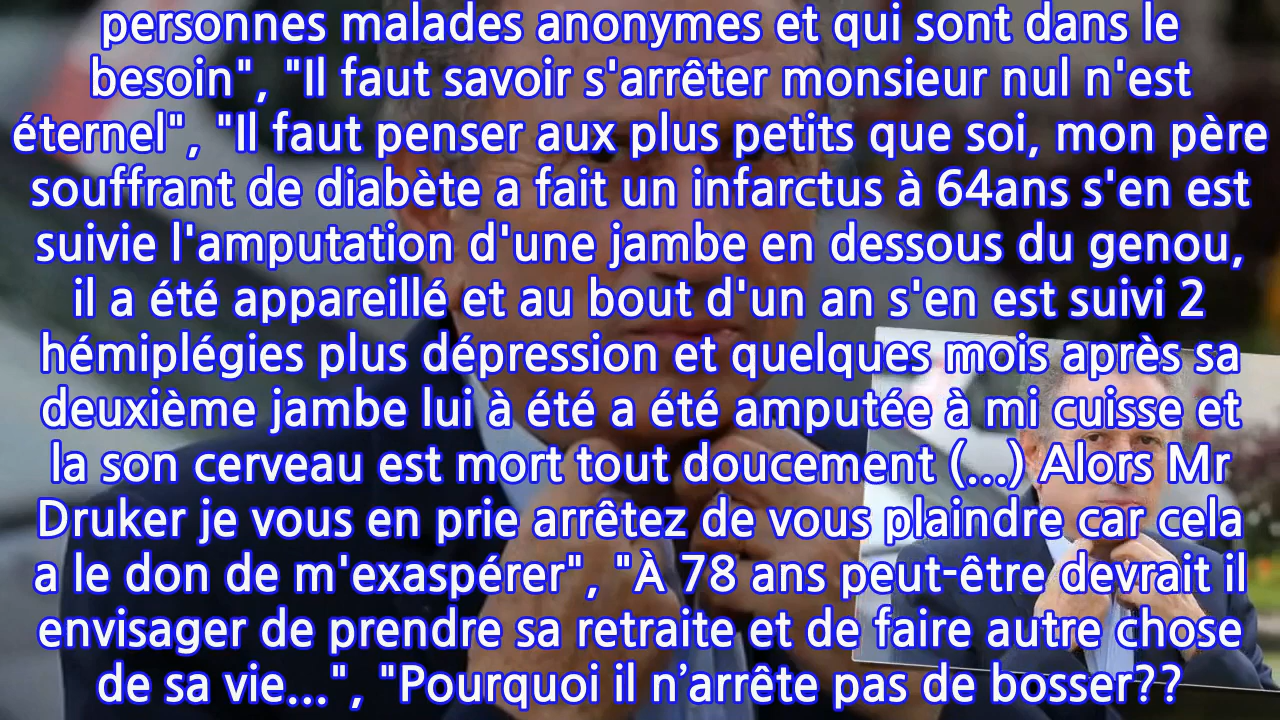 personnes malades anonymes et qui sont dans le
besoin", "Il faut savoir s'arrêter monsieur nul n'est
éternel", "Il faut penser aux plus petits que soi, mon père
souffrant de diabète a fait un infarctus à 64ans s'en est
suivie l'amputation d'une jambe en dessous du genou,
il a été appareillé et au bout d'un an s'en est suivi 2
hémiplégies plus dépression et quelques mois après sa
deuxième jambe lui à été a été amputée à mi cuisse et
la son cerveau est mort tout doucement (...) Alors Mr
Druker je vous en prie arrêtez de vous plaindre car cela
a le don de m'exaspérer", "À 78 ans peut-être devrait il
envisager de prendre sa retraite et de faire autre chose
de sa vie...", "Pourquoi il n’arrête pas de bosser??